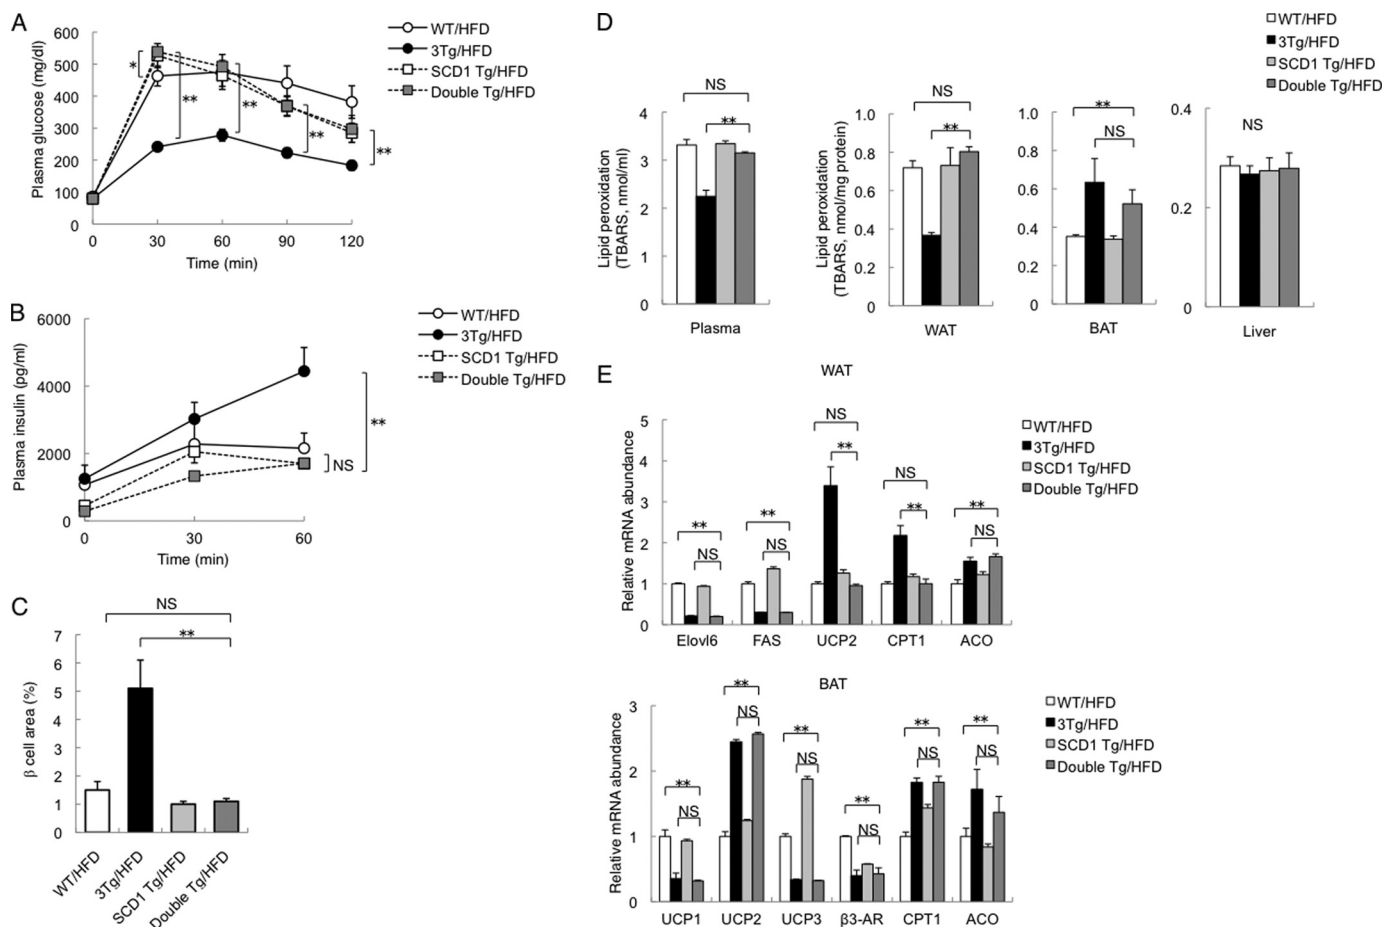 A
Plasma glucose (mg/dl)
600
500
400
300
200
100
0
0 30 60 90 120
Time (min)
* ** ** ** **
WT/HFD
3Tg/HFD
SCD1 Tg/HFD
Double Tg/HFD
B
Plasma insulin (pg/ml)
6000
4000
2000
0
0 30 60
Time (min)
**
NS
WT/HFD
3Tg/HFD
SCD1 Tg/HFD
Double Tg/HFD
C
NS
**
β cell area (%)
7
6
5
4
3
2
1
0
WT/HFD
3Tg/HFD
SCD1 Tg/HFD
Double Tg/HFD
D
WT/HFD
3Tg/HFD
SCD1 Tg/HFD
Double Tg/HFD
Lipid peroxidation
(TBARS, nmol/ml)
4
3
2
1
0
NS
**
Plasma
Lipid peroxidation
(TBARS, nmol/mg protein)
1.0
0.8
0.6
0.4
0.2
0
NS
**
WAT
1.0
0.8
0.6
0.4
0.2
0
**
NS
BAT
0.4
0.2
0
NS
Liver
E
WAT
Relative mRNA abundance
5
4
3
2
1
0
**
NS
**
NS
NS
**
NS
**
**
NS
Elovl6 FAS UCP2 CPT1 ACO
WT/HFD
3Tg/HFD
SCD1 Tg/HFD
Double Tg/HFD
BAT
Relative mRNA abundance
3
2
1
0
**
NS
**
NS
**
NS
**
NS
**
NS
**
NS
UCP1 UCP2 UCP3 β3-AR CPT1 ACO
WT/HFD
3Tg/HFD
SCD1 Tg/HFD
Double Tg/HFD